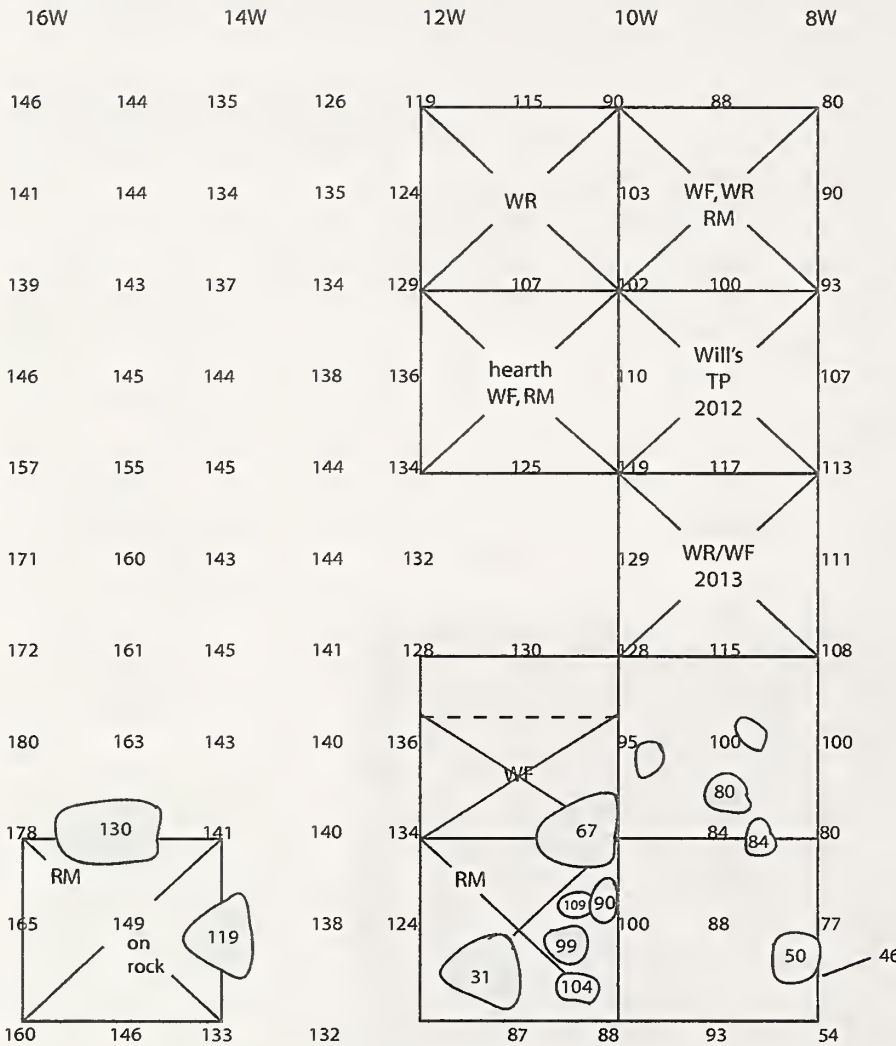 16W 14W 12W 10W 8W
146 144 135 126 119 115 90 88 80
141 144 134 135 124 WR 103 WF, WR 90
RM
139 143 137 134 129 107 102 100 93
146 145 144 138 136 hearth 110 Will's 107
WF, RM TP
2012
157 155 145 144 134 125 119 117 113
171 160 143 144 132 129 WR/WF 111
2013
172 161 145 141 128 130 128 115 108
180 163 143 140 136 95 100 100
WF
80
178 130 141 140 134 67 84 84 80
RM RM
109 90
165 149 119 138 124 100 88 77
on 99 50 46
rock 31
104
160 146 133 132 87 88 93 54